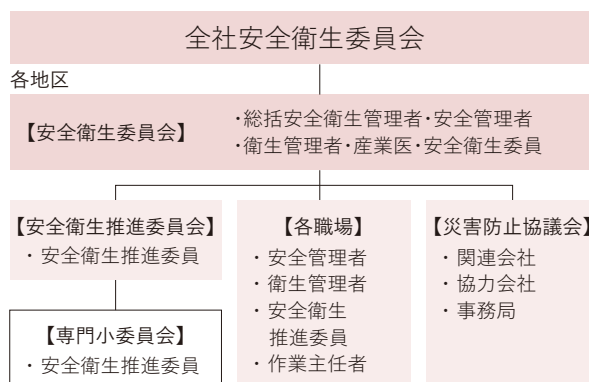 全社安全衛生委員会
各地区
【安全衛生委員会】
・総括安全衛生管理者・安全管理者
・衛生管理者・産業医・安全衛生委員
【安全衛生推進委員会】
・安全衛生推進委員
【専門小委員会】
・安全衛生推進委員
【各職場】
・安全管理者
・衛生管理者
・安全衛生
推進委員
・作業主任者
【災害防止協議会】
・関連会社
・協力会社
・事務局